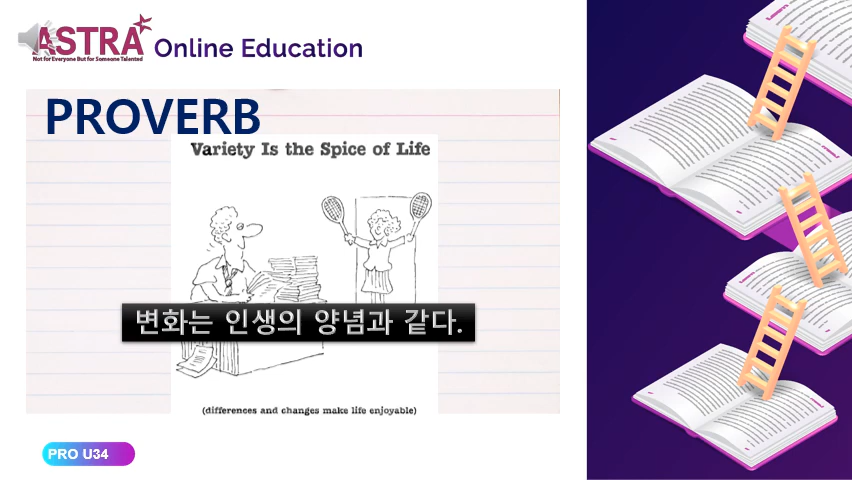 ASTRA
Not for Everyone But for Someone Talented
Online Education
PROVERB
Variety Is the Spice of Life
변화는 인생의 양념과 같다.
(differences and changes make life enjoyable)
PRO U34